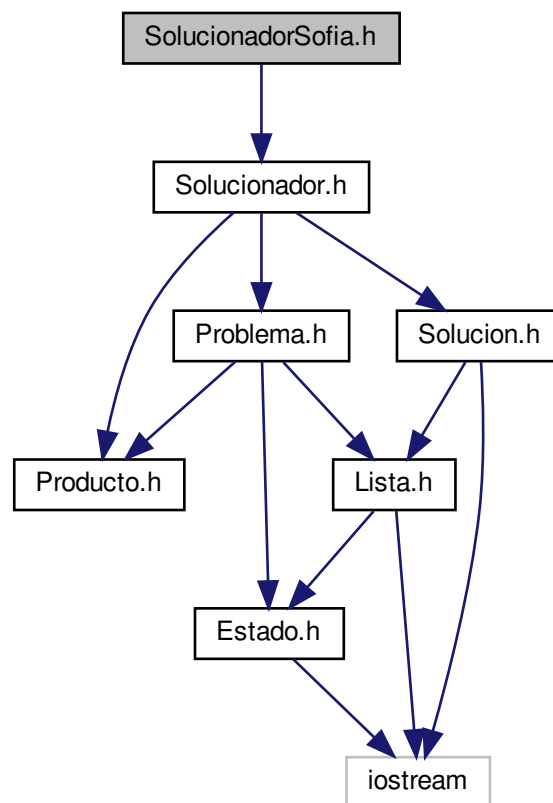 SolucionadorSofia.h
Solucionador.h
Problema.h
Solucion.h
Producto.h
Lista.h
Estado.h
iostream